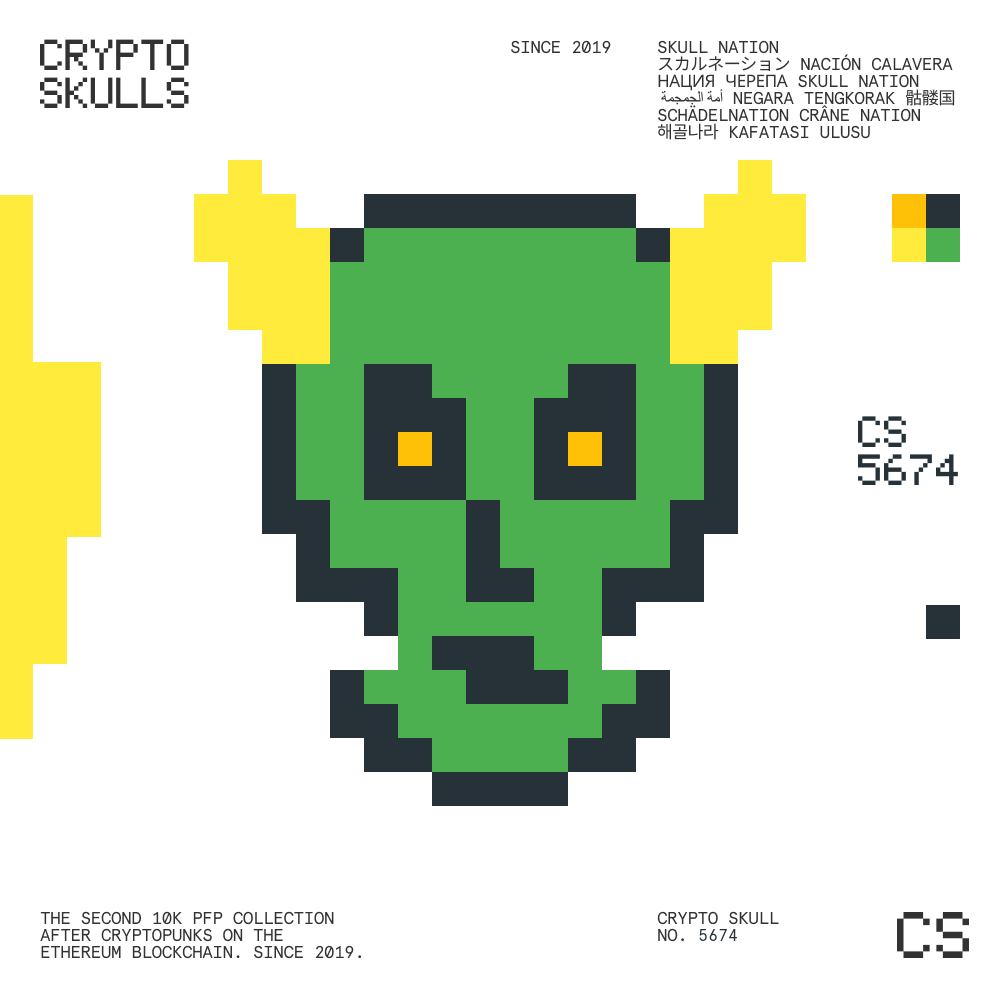 CRYPTO
SKULLS
SINCE 2019
SKULL NATION
スカルネーション NACIÓN CALAVERA
НАЦИЯ ЧЕРЕПА SKULL NATION
أمة الجمجمة NEGARA TENGKORAK 骷髅国
SCHÄDELNATION CRÂNE NATION
해골나라 KAFATASI ULUSU
CS
5674
THE SECOND 10K PFP COLLECTION
AFTER CRYPTOPUNKS ON THE
ETHEREUM BLOCKCHAIN. SINCE 2019.
CRYPTO SKULL
NO. 5674
CS